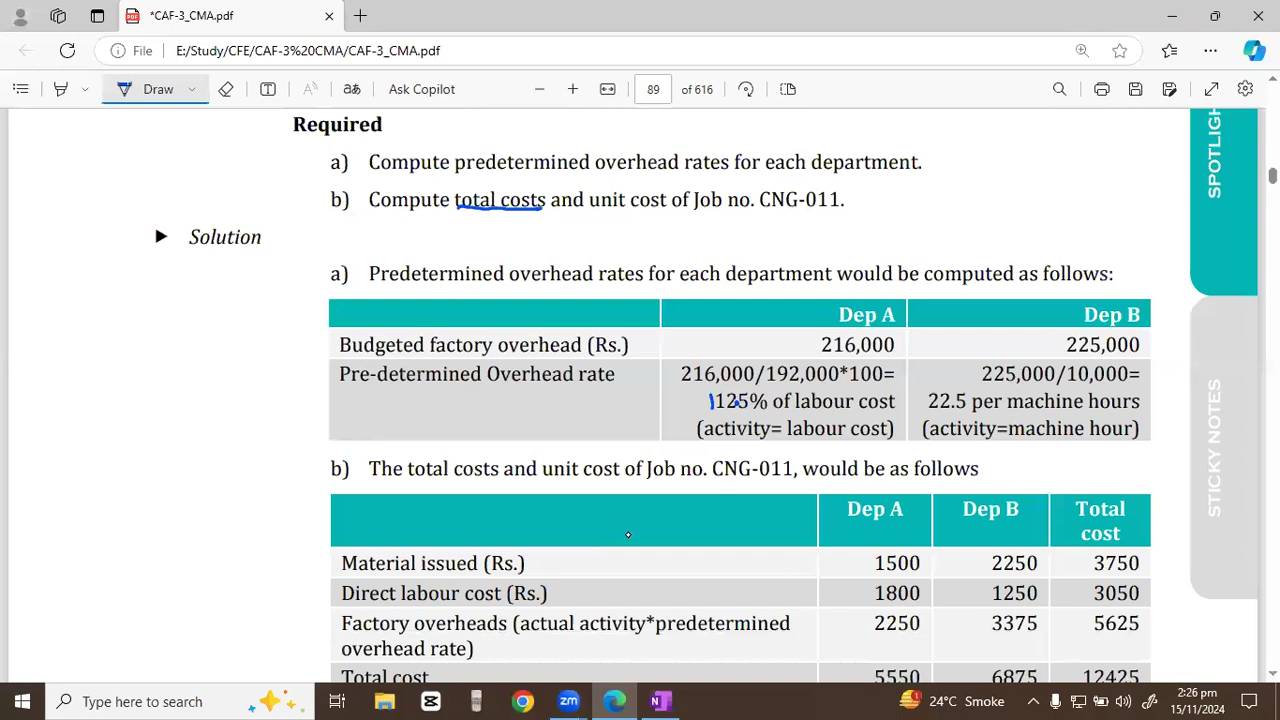 *CAF-3_CMA.pdf
File
E:/Study/CFE/CAF-3%20CMA/CAF-3_CMA.pdf
Draw
Ask Copilot
89 of 616
Required
a) Compute predetermined overhead rates for each department.
b) Compute total costs and unit cost of Job no. CNG-011.
Solution
a) Predetermined overhead rates for each department would be computed as follows:
Dep A Dep B
Budgeted factory overhead (Rs.) 216,000 225,000
Pre-determined Overhead rate 216,000/192,000*100= 225,000/10,000=
112.5% of labour cost 22.5 per machine hours
(activity= labour cost) (activity=machine hour)
b) The total costs and unit cost of Job no. CNG-011, would be as follows
Dep A Dep B Total
cost
Material issued (Rs.) 1500 2250 3750
Direct labour cost (Rs.) 1800 1250 3050
Factory overheads (actual activity*predetermined 2250 3375 5625
overhead rate)
Total cost 5550 6875 12425
SPOTLIGH
STICKY NOTES
Type here to search
zm
24°C Smoke
2:26 pm
15/11/2024